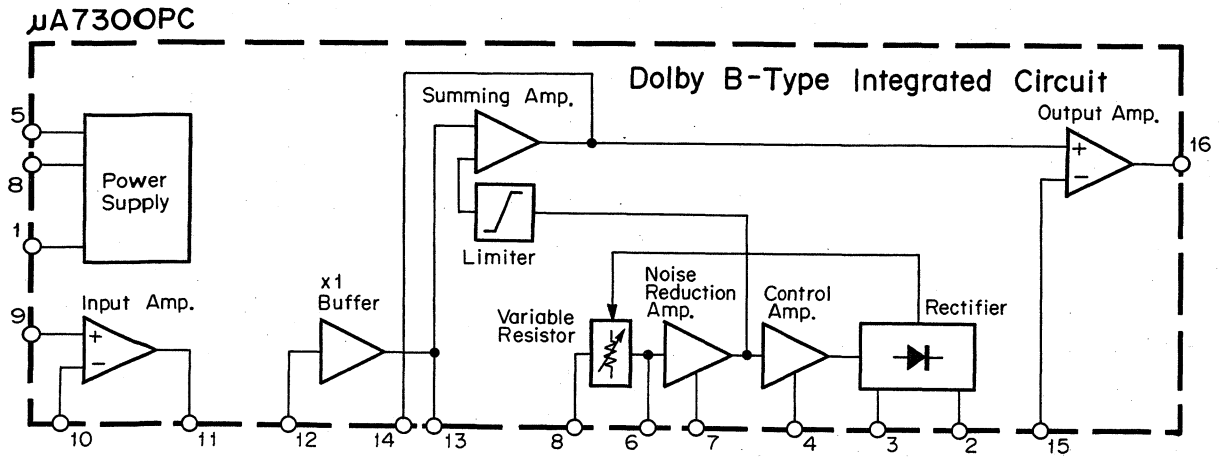 µA7300PC
Dolby B-Type Integrated Circuit
Summing Amp.
Output Amp.
5
+
16
8
Power
Supply
−
1
Limiter
x1
Buffer
Noise
Reduction
Amp.
Control
Amp.
Rectifier
Input Amp.
Variable
Resistor
9
+
−
10
11
12
14
13
8
6
7
4
3
2
15